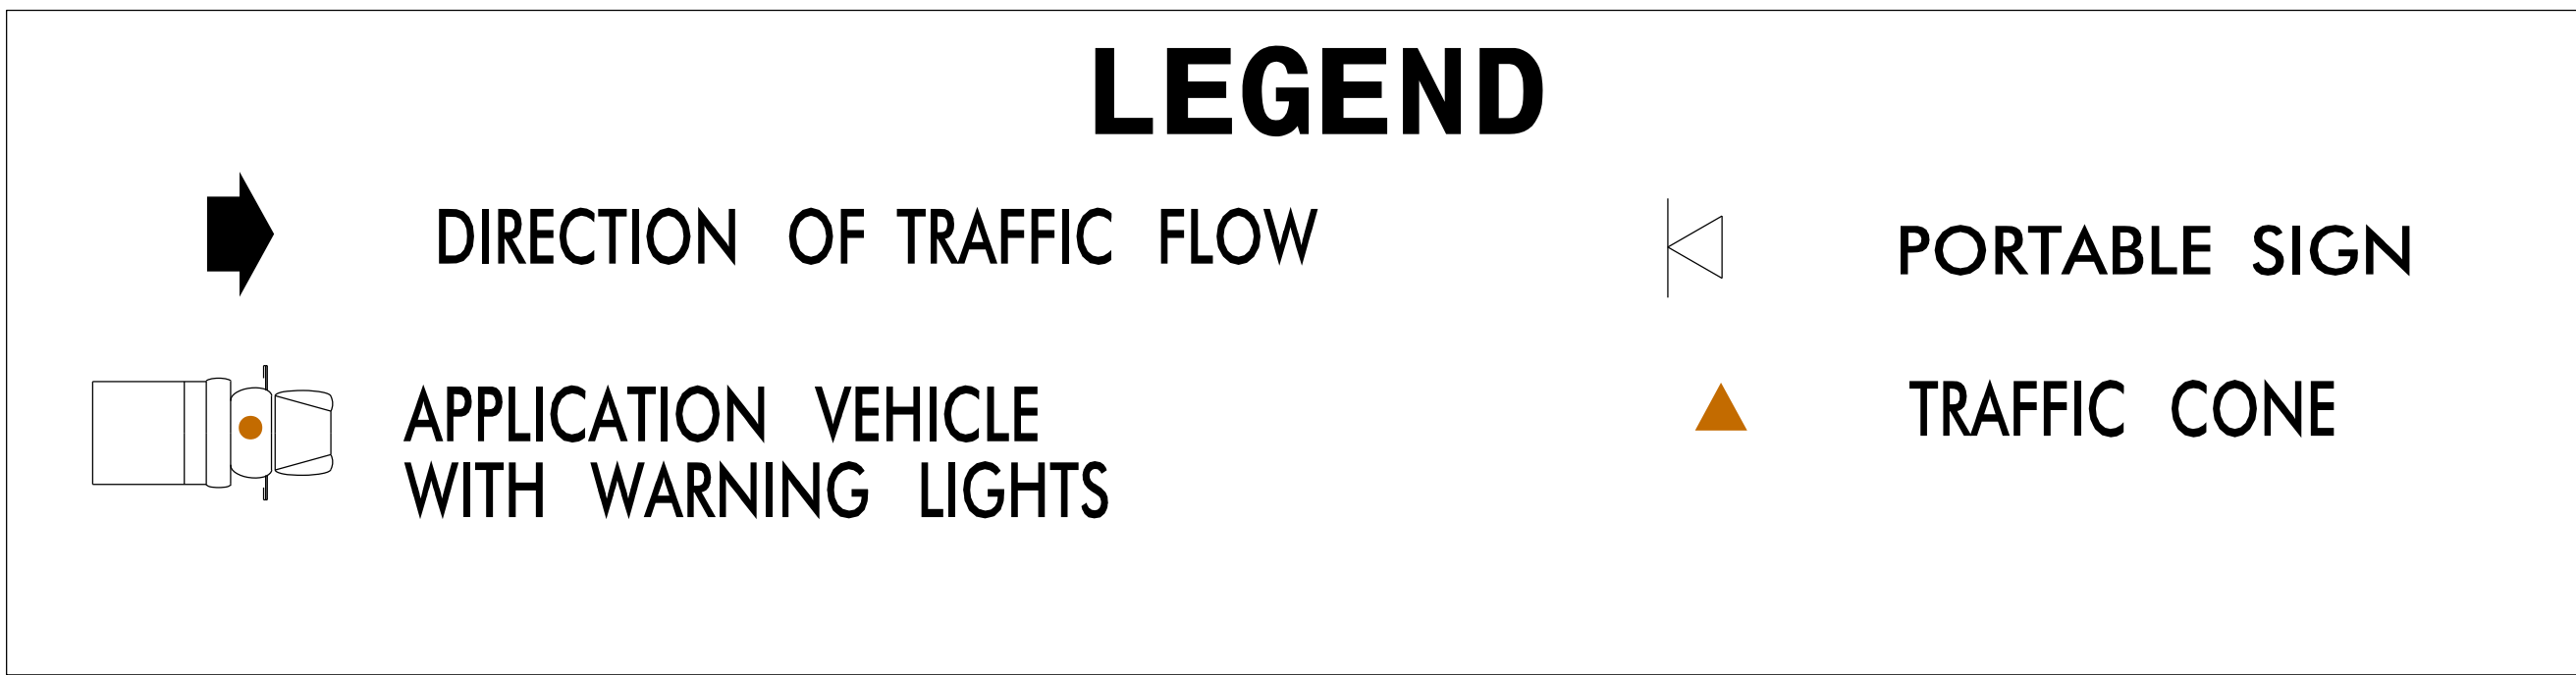 LEGEND
DIRECTION OF TRAFFIC FLOW
PORTABLE SIGN
APPLICATION VEHICLE
WITH WARNING LIGHTS
TRAFFIC CONE